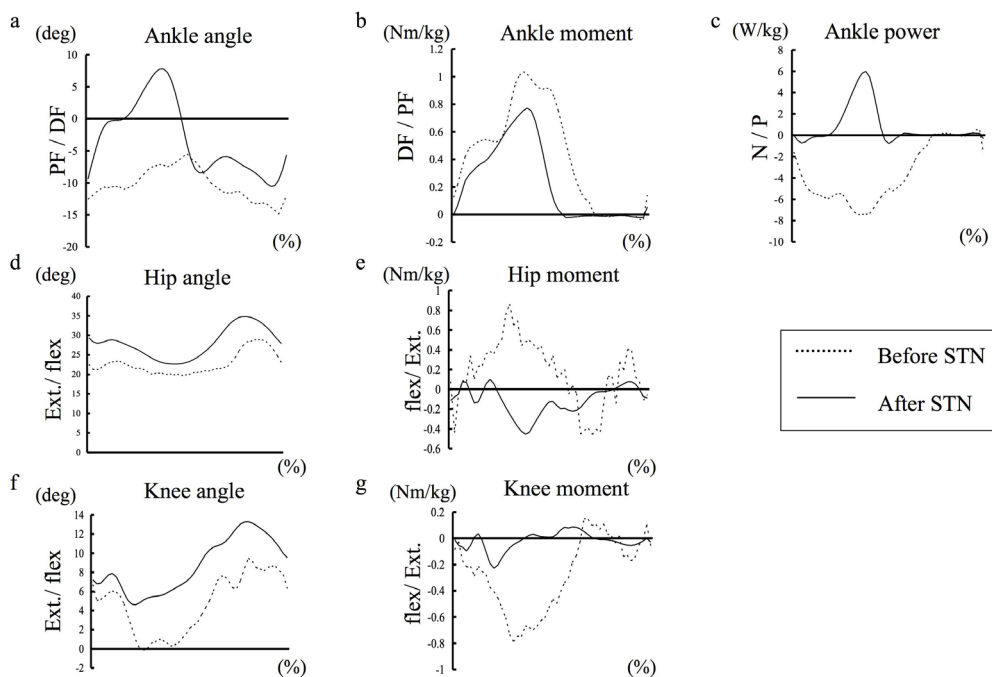 a
(deg)
Ankle angle
10
5
0
-5
-10
-15
-20
PF / DF
(%)
b
(Nm/kg)
Ankle moment
1.2
1
0.8
0.6
0.4
0.2
0
-0.2
DF / PF
(%)
c
(W/kg)
Ankle power
8
6
4
2
0
-2
-4
-6
-8
-10
N / P
(%)
d
(deg)
Hip angle
40
35
30
25
20
15
10
5
0
Ext./ flex
(%)
e
(Nm/kg)
Hip moment
1
0.8
0.6
0.4
0.2
0
-0.2
-0.4
-0.6
flex/ Ext.
(%)
Before STN
After STN
f
(deg)
Knee angle
14
12
10
8
6
4
2
0
-2
Ext./ flex
(%)
g
(Nm/kg)
Knee moment
0.2
0
-0.2
-0.4
-0.6
-0.8
-1
flex/ Ext.
(%)